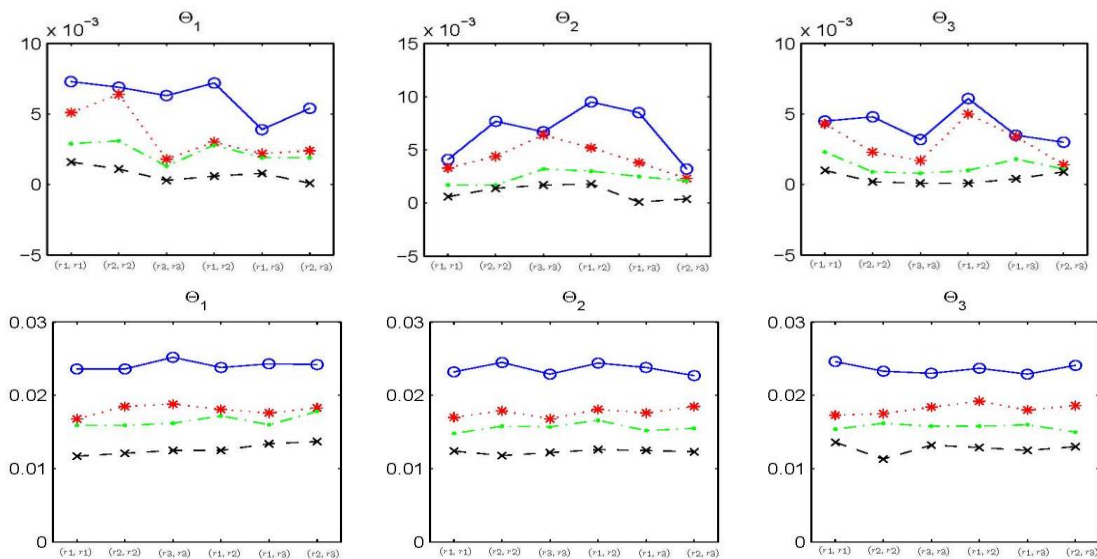 × 10⁻³ Θ₁
10
5
0
−5
(r1, r1) (r2, r2) (r3, r3) (r1, r2) (r1, r3) (r2, r3)
× 10⁻³ Θ₂
15
10
5
0
−5
(r1, r1) (r2, r2) (r3, r3) (r1, r2) (r1, r3) (r2, r3)
× 10⁻³ Θ₃
10
5
0
−5
(r1, r1) (r2, r2) (r3, r3) (r1, r2) (r1, r3) (r2, r3)
Θ₁
0.03
0.02
0.01
0
(r1, r1) (r2, r2) (r3, r3) (r1, r2) (r1, r3) (r2, r3)
Θ₂
0.03
0.02
0.01
0
(r1, r1) (r2, r2) (r3, r3) (r1, r2) (r1, r3) (r2, r3)
Θ₃
0.03
0.02
0.01
0
(r1, r1) (r2, r2) (r3, r3) (r1, r2) (r1, r3) (r2, r3)